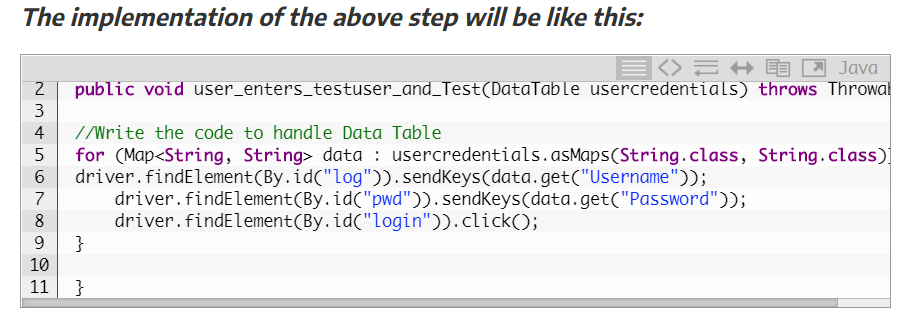 The implementation of the above step will be like this:
Java
2 public void user_enters_testuser_and_Test(DataTable usercredentials) throws Throwa
3
4 //Write the code to handle Data Table
5 for (Map<String, String> data : usercredentials.asMaps(String.class, String.class)
6 driver.findElement(By.id("log")).sendKeys(data.get("Username"));
7 driver.findElement(By.id("pwd")).sendKeys(data.get("Password"));
8 driver.findElement(By.id("login")).click();
9 }
10
11 }